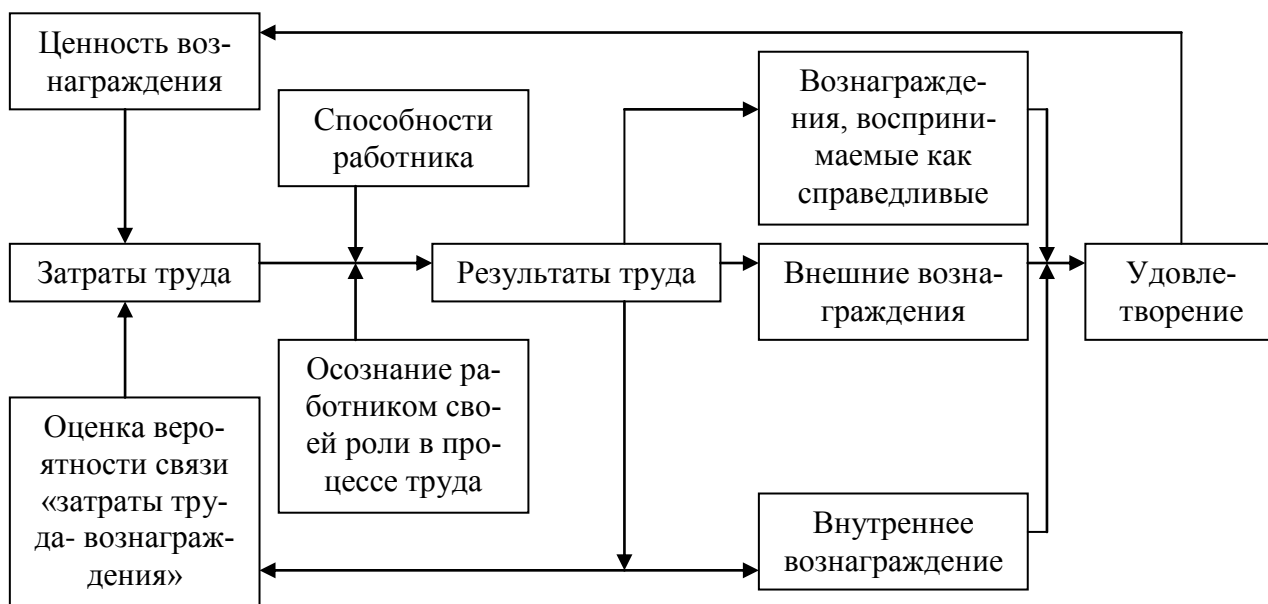 Ценность воз-
награждения
Способности
работника
Вознагражде-
ния, восприни-
маемые как
справедливые
Затраты труда
Результаты труда
Внешние возна-
граждения
Удовле-
творение
Осознание ра-
ботником сво-
ей роли в про-
цессе труда
Оценка веро-
ятности связи
«затраты тру-
да- вознаграж-
дения»
Внутреннее
вознаграждение